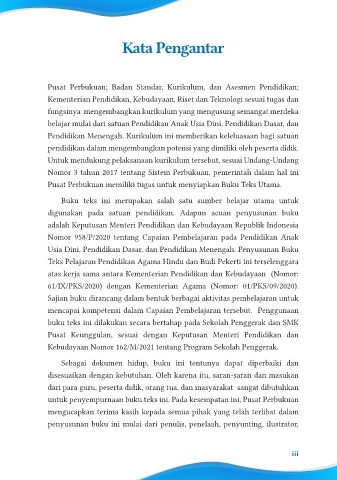 Kata Pengantar
Pusat Perbukuan; Badan Standar, Kurikulum, dan Asesmen Pendidikan;
Kementerian Pendidikan, Kebudayaan, Riset dan Teknologi sesuai tugas dan
fungsinya mengembangkan kurikulum yang mengusung semangat merdeka
belajar mulai dari satuan Pendidikan Anak Usia Dini, Pendidikan Dasar, dan
Pendidikan Menengah. Kurikulum ini memberikan keleluasaan bagi satuan
pendidikan dalam mengembangkan potensi yang dimiliki oleh peserta didik.
Untuk mendukung pelaksanaan kurikulum tersebut, sesuai Undang-Undang
Nomor 3 tahun 2017 tentang Sistem Perbukuan, pemerintah dalam hal ini
Pusat Perbukuan memiliki tugas untuk menyiapkan Buku Teks Utama.
Buku teks ini merupakan salah satu sumber belajar utama untuk
digunakan pada satuan pendidikan. Adapun acuan penyusunan buku
adalah Keputusan Menteri Pendidikan dan Kebudayaan Republik Indonesia
Nomor 958/P/2020 tentang Capaian Pembelajaran pada Pendidikan Anak
Usia Dini, Pendidikan Dasar, dan Pendidikan Menengah. Penyusunan Buku
Teks Pelajaran Pendidikan Agama Hindu dan Budi Pekerti ini terselenggara
atas kerja sama antara Kementerian Pendidikan dan Kebudayaan (Nomor:
61/IX/PKS/2020) dengan Kementerian Agama (Nomor: 01/PKS/09/2020).
Sajian buku dirancang dalam bentuk berbagai aktivitas pembelajaran untuk
mencapai kompetensi dalam Capaian Pembelajaran tersebut. Penggunaan
buku teks ini dilakukan secara bertahap pada Sekolah Penggerak dan SMK
Pusat Keunggulan, sesuai dengan Keputusan Menteri Pendidikan dan
Kebudayaan Nomor 162/M/2021 tentang Program Sekolah Penggerak.
Sebagai dokumen hidup, buku ini tentunya dapat diperbaiki dan
disesuaikan dengan kebutuhan. Oleh karena itu, saran-saran dan masukan
dari para guru, peserta didik, orang tua, dan masyarakat sangat dibutuhkan
untuk penyempurnaan buku teks ini. Pada kesempatan ini, Pusat Perbukuan
mengucapkan terima kasih kepada semua pihak yang telah terlibat dalam
penyusunan buku ini mulai dari penulis, penelaah, penyunting, ilustrator,
iii